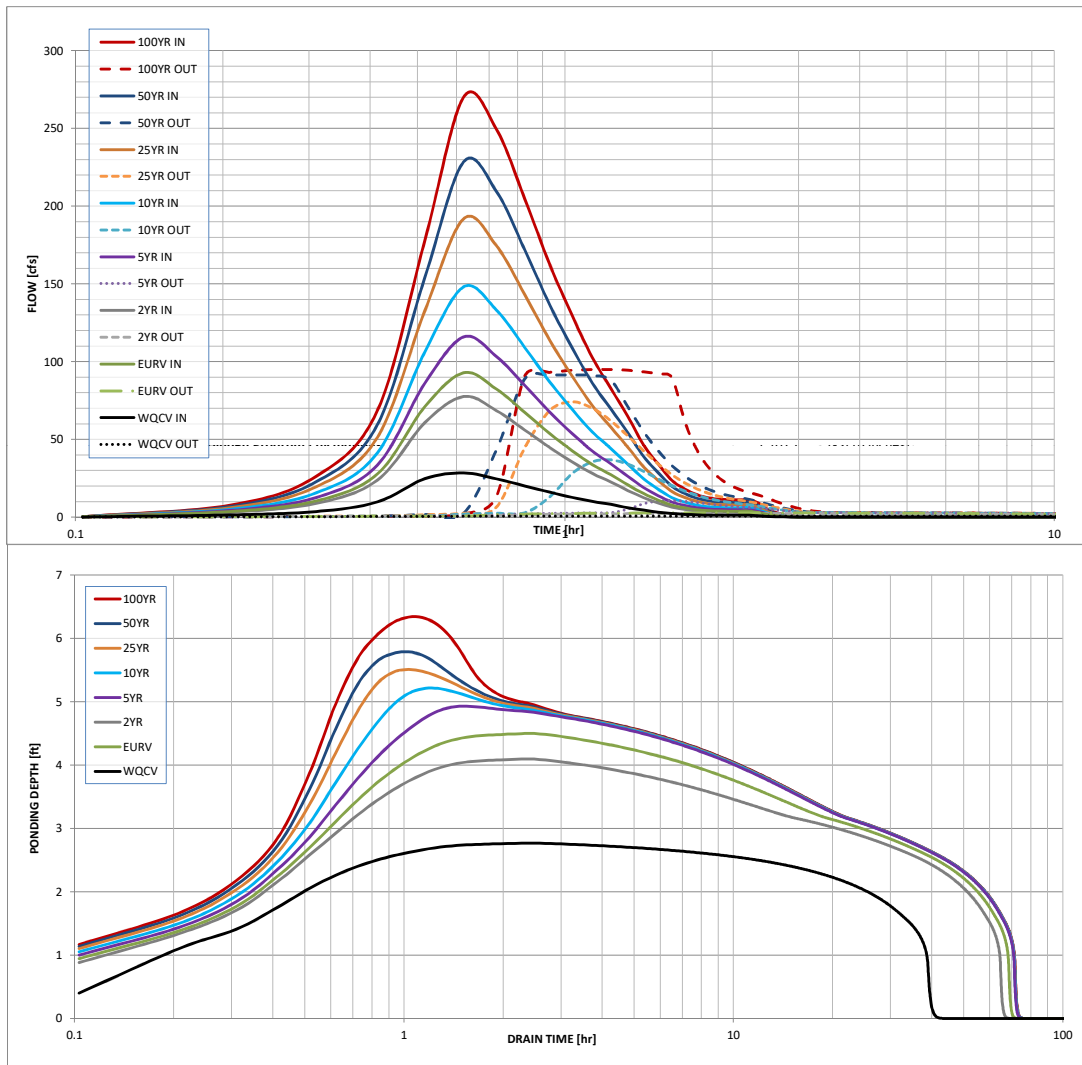 300
250
200
150
100
50
0
FLOW [cfs]
100YR IN
100YR OUT
50YR IN
50YR OUT
25YR IN
25YR OUT
10YR IN
10YR OUT
5YR IN
5YR OUT
2YR IN
2YR OUT
EURV IN
EURV OUT
WQCV IN
WQCV OUT
0.1
1
10
TIME [hr]
7
6
5
4
3
2
1
0
PONDING DEPTH [ft]
100YR
50YR
25YR
10YR
5YR
2YR
EURV
WQCV
0.1
1
10
100
DRAIN TIME [hr]